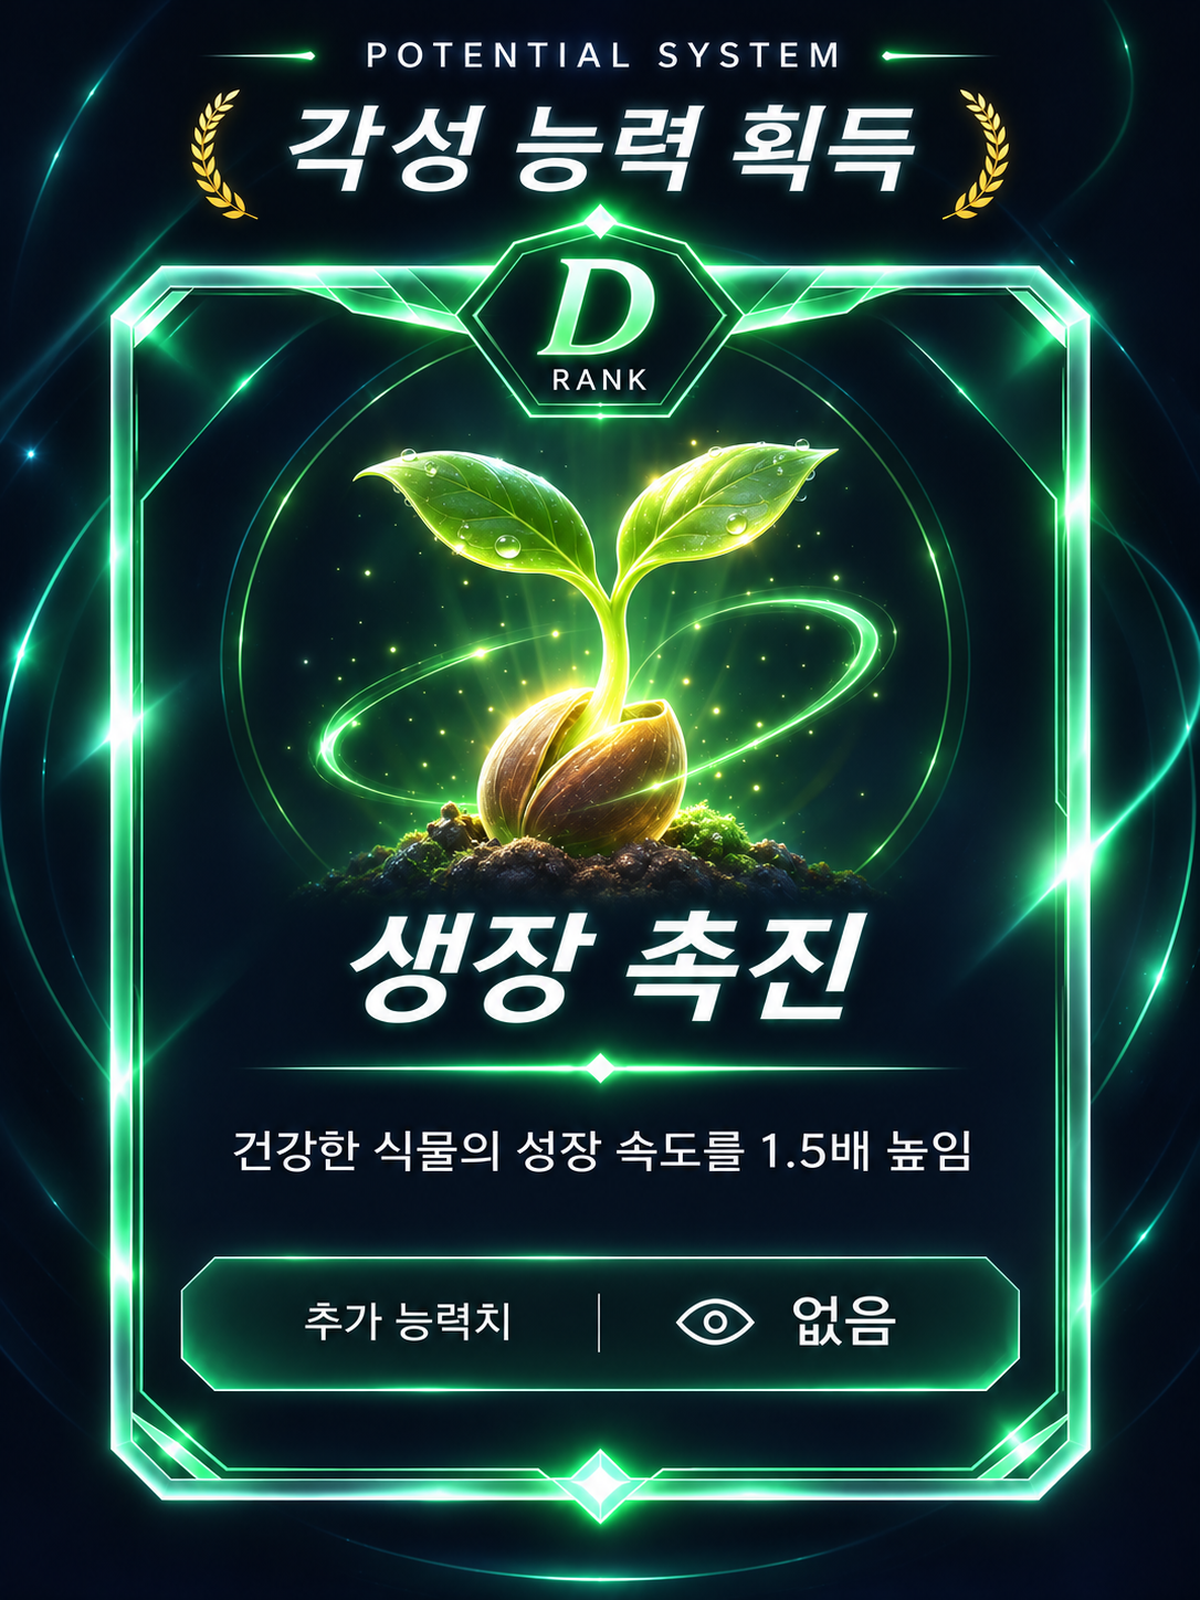 POTENTIAL SYSTEM
각성 능력 획득
D
RANK
생장 촉진
건강한 식물의 성장 속도를 1.5배 높임
추가 능력치 없음